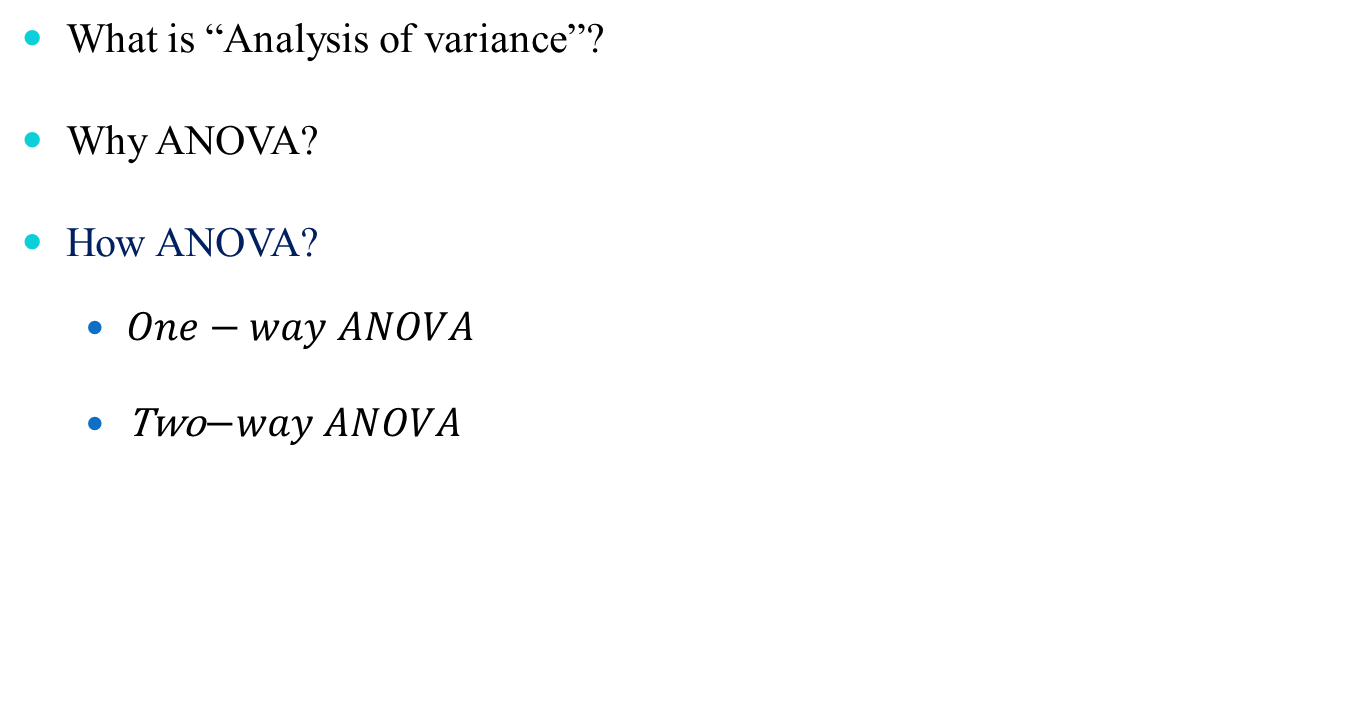 What is “Analysis of variance”?
Why ANOVA?
How ANOVA?
One − way ANOVA
Two−way ANOVA